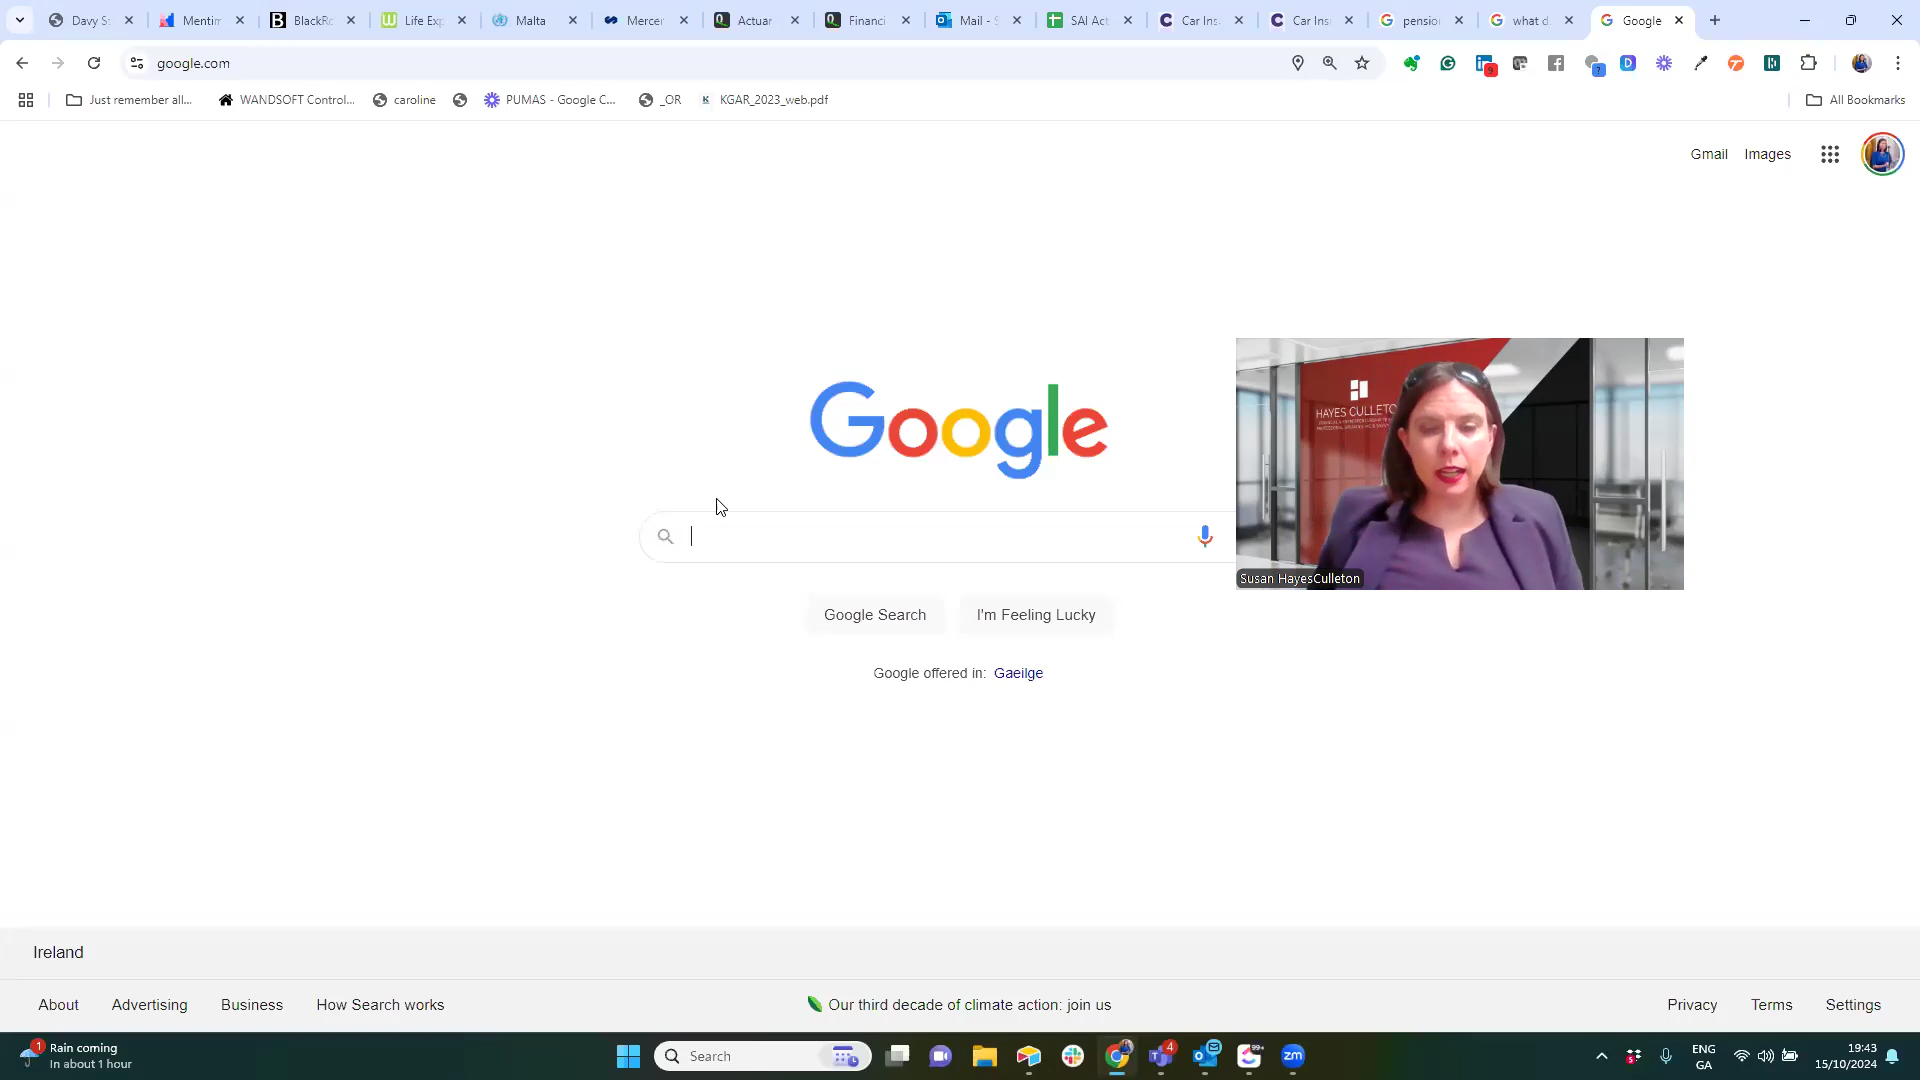 Davy St
Mentim
BlackRo
Life Exp
Malta
Mercer
Actuar
Financi
Mail - S
SAI Act
Car Ins
Car Ins
pensio
what d
Google
google.com
Just remember all...
WANDSOFT Control...
caroline
PUMAS - Google C...
_OR
KGAR_2023_web.pdf
All Bookmarks
Gmail
Images
Google
HAYES CULLETO
Susan HayesCulleton
Google Search
I'm Feeling Lucky
Google offered in: Gaeilge
Ireland
About
Advertising
Business
How Search works
Our third decade of climate action: join us
Privacy
Terms
Settings
Rain coming
In about 1 hour
Search
ENG
GA
19:43
15/10/2024